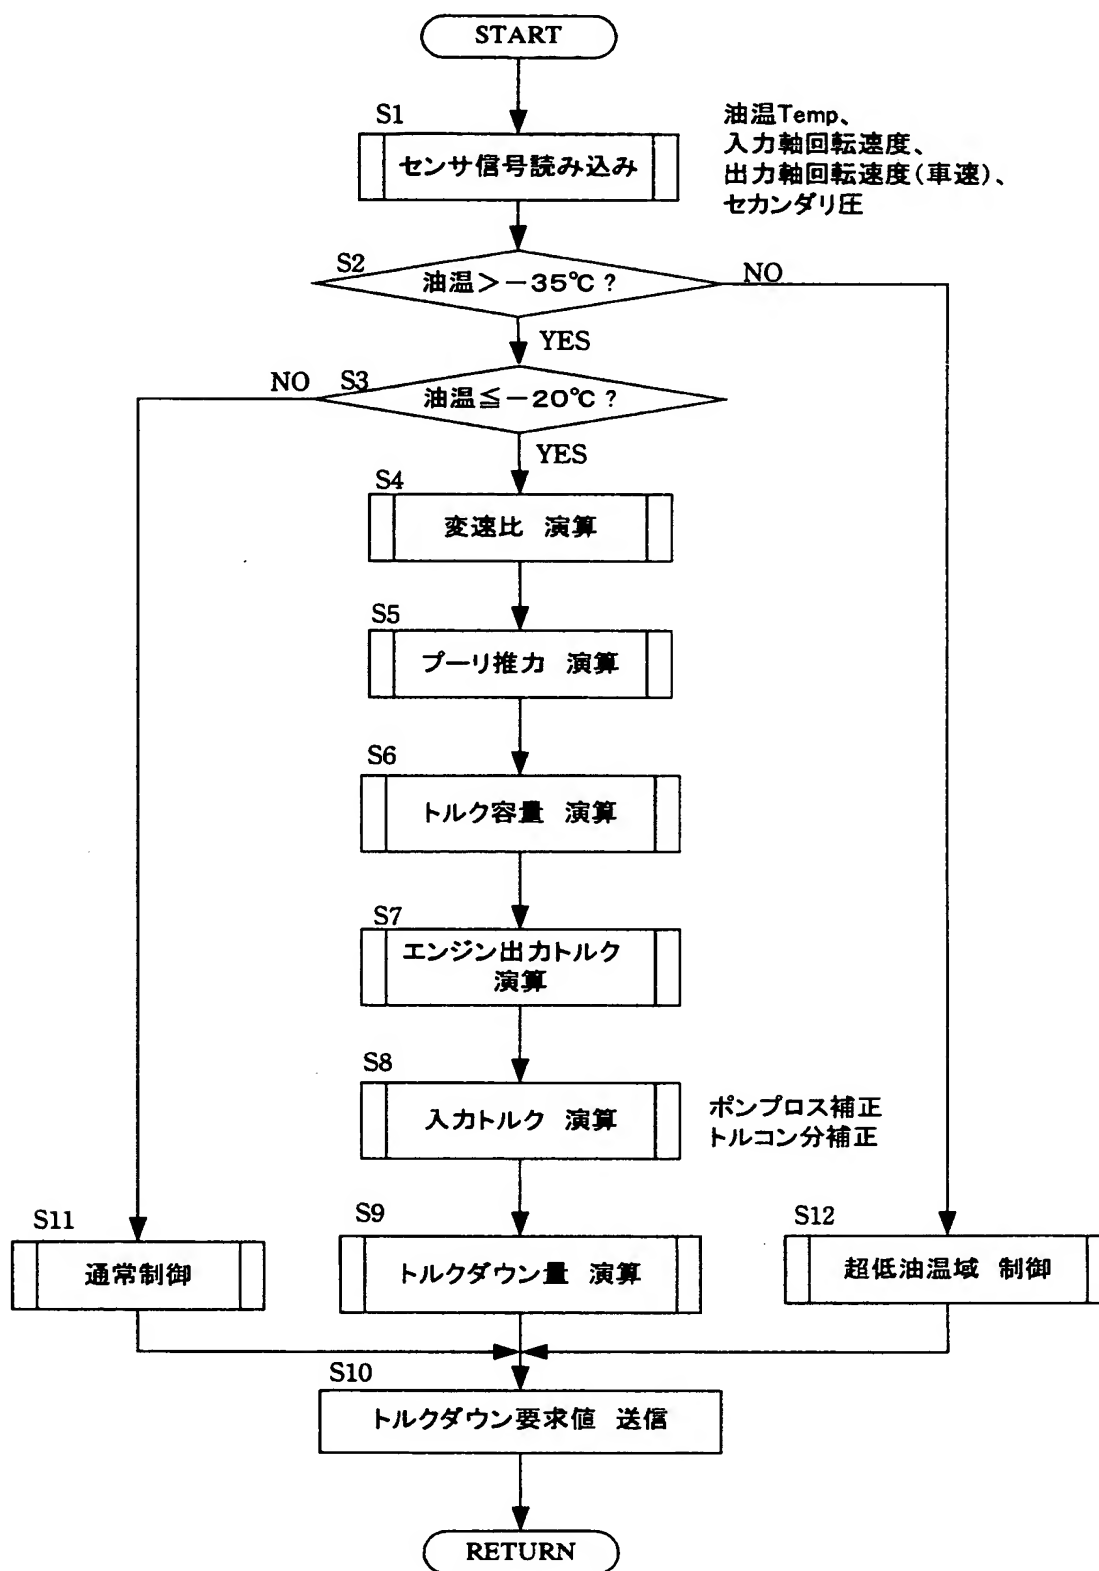 START
S1
センサ信号読み込み
油温Temp、
入力軸回転速度、
出力軸回転速度(車速)、
セカンダリ圧
S2
油温>-35℃?
NO
YES
NO
S3
油温≦-20℃?
YES
S4
変速比 演算
S5
プーリ推力 演算
S6
トルク容量 演算
S7
エンジン出力トルク
演算
S8
入力トルク 演算
ポンプロス補正
トルコン分補正
S11
通常制御
S9
トルクダウン量 演算
S12
超低油温域 制御
S10
トルクダウン要求値 送信
RETURN